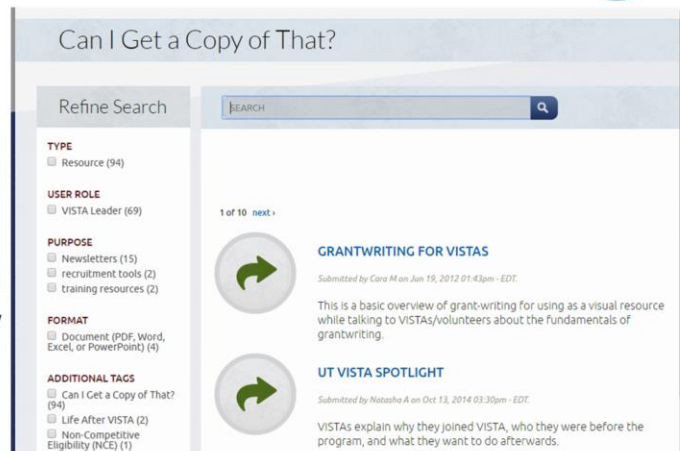 Can I Get a Copy of That?
Refine Search
TYPE
Resource (94)
USER ROLE
VISTA Leader (69)
PURPOSE
Newsletters (15)
recruitment tools (2)
training resources (2)
FORMAT
Document (PDF, Word,
Excel, or PowerPoint) (4)
ADDITIONAL TAGS
Can I Get a Copy of That?
(94)
Life After VISTA (2)
Non-Competitive
Eligibility (NCE) (1)
SEARCH
1 of 10 next ›
GRANTWRITING FOR VISTAS
Submitted by Cara M on Jun 19, 2012 01:43pm - EDT.
This is a basic overview of grant-writing for using as a visual resource
while talking to VISTAs/volunteers about the fundamentals of
grantwriting.
UT VISTA SPOTLIGHT
Submitted by Natasha A on Oct 13, 2014 03:30pm - EDT.
VISTAs explain why they joined VISTA, who they were before the
program, and what they want to do afterwards.